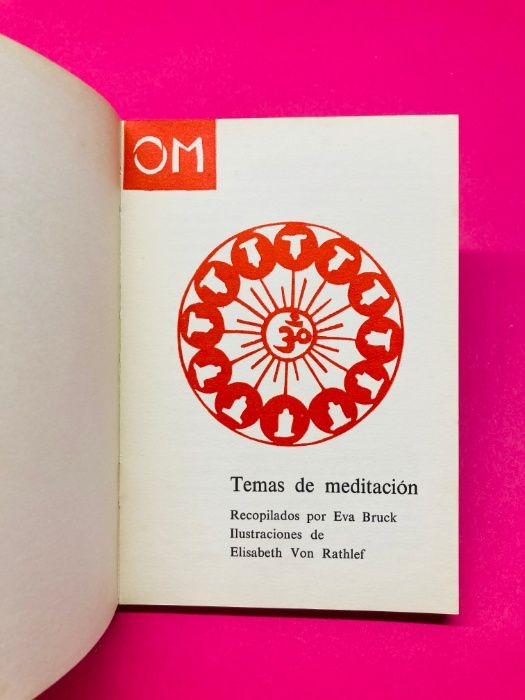 OM
ॐ
Temas de meditación
Recopilados por Eva Bruck
Ilustraciones de
Elisabeth Von Rathlef